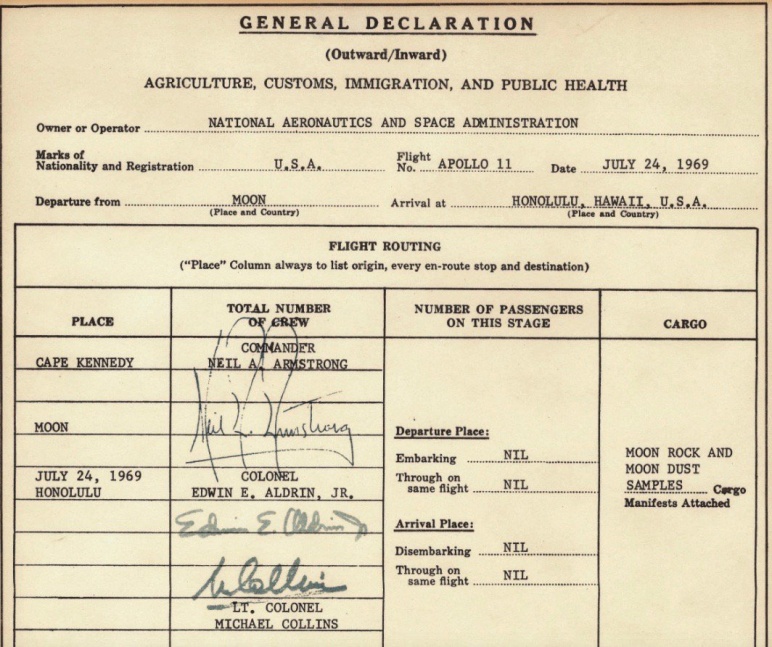 GENERAL DECLARATION
(Outward/Inward)
AGRICULTURE, CUSTOMS, IMMIGRATION, AND PUBLIC HEALTH
Owner or Operator NATIONAL AERONAUTICS AND SPACE ADMINISTRATION
Marks of
Nationality and Registration U.S.A. Flight No. APOLLO 11 Date JULY 24, 1969
Departure from MOON Arrival at HONOLULU, HAWAII, U.S.A.
(Place and Country) (Place and Country)
FLIGHT ROUTING
("Place" Column always to list origin, every en-route stop and destination)
PLACE
TOTAL NUMBER
OF CREW
NUMBER OF PASSENGERS
ON THIS STAGE
CARGO
CAPE KENNEDY
MOON
JULY 24, 1969
HONOLULU
COMMANDER
NEIL A. ARMSTRONG
Neil A. Armstrong
COLONEL
EDWIN E. ALDRIN, JR.
Edwin E. Aldrin Jr
M Collins
LT. COLONEL
MICHAEL COLLINS
Departure Place:
Embarking NIL
Through on
same flight NIL
Arrival Place:
Disembarking NIL
Through on
same flight NIL
MOON ROCK AND
MOON DUST
SAMPLES Cargo
Manifests Attached